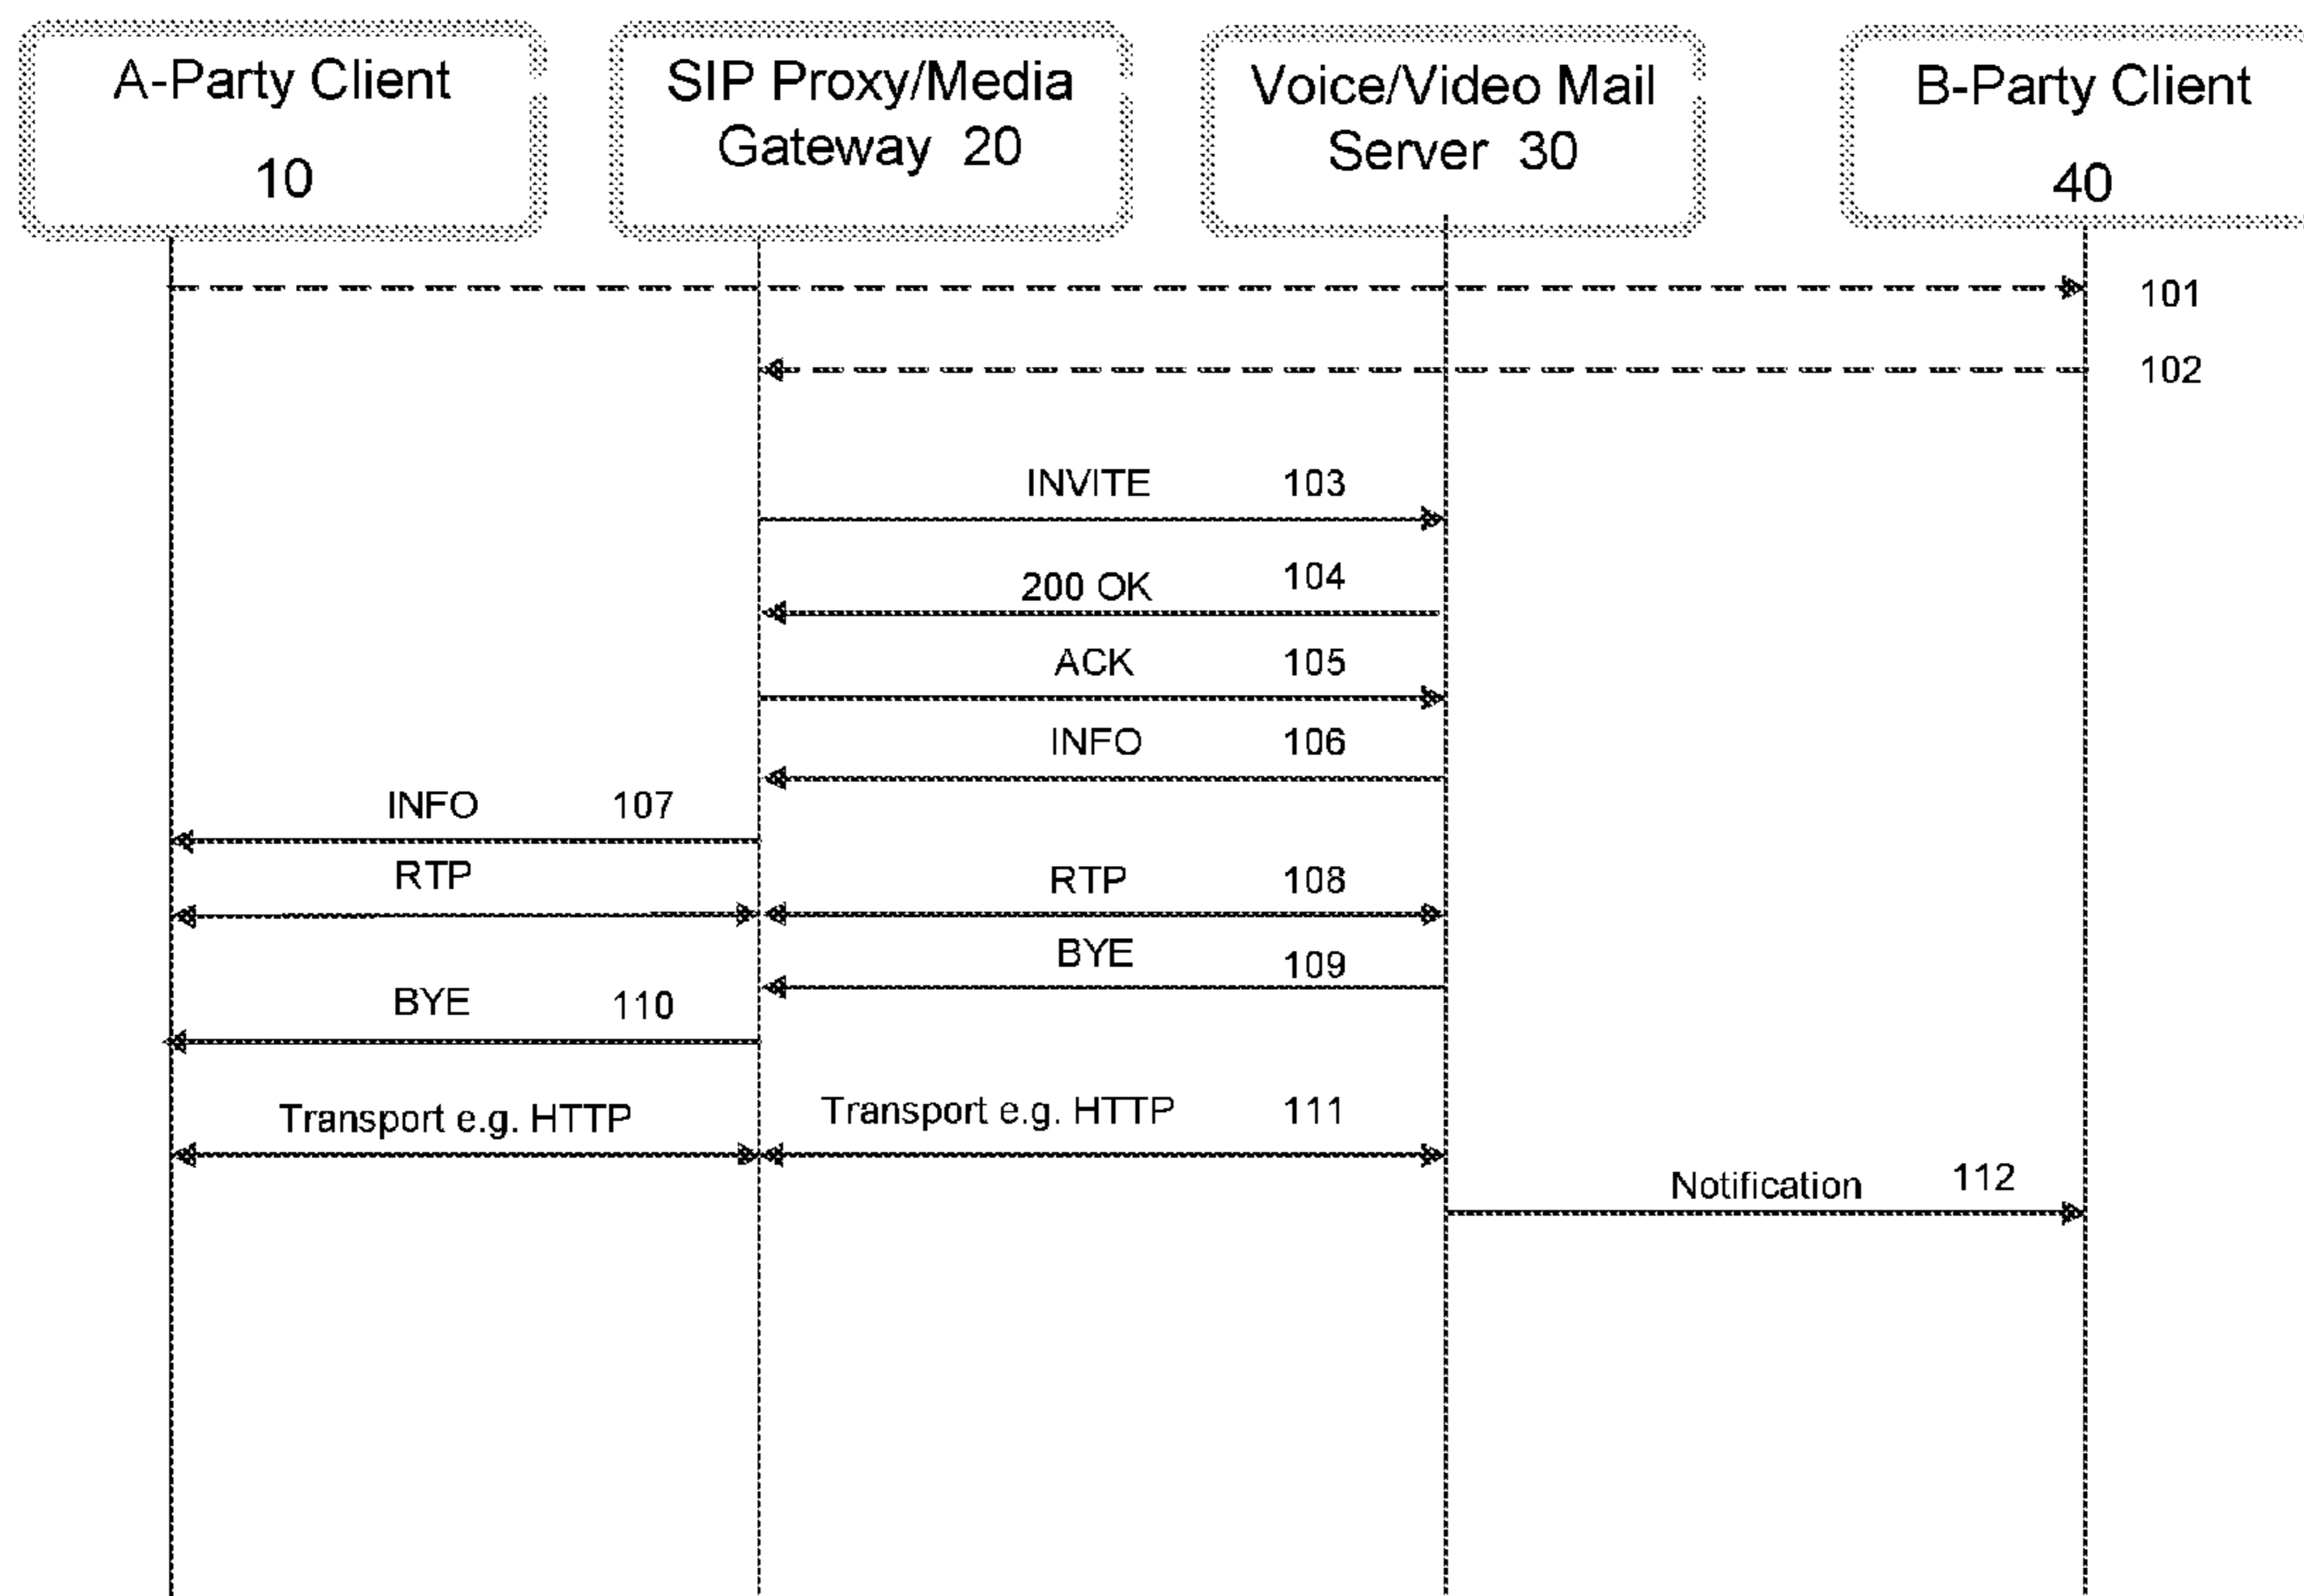 A-Party Client
10
SIP Proxy/Media
Gateway 20
Voice/Video Mail
Server 30
B-Party Client
40
101
102
INVITE 103
200 OK 104
ACK 105
INFO 106
INFO 107
RTP
RTP 108
BYE 109
BYE 110
Transport e.g. HTTP
Transport e.g. HTTP 111
Notification 112